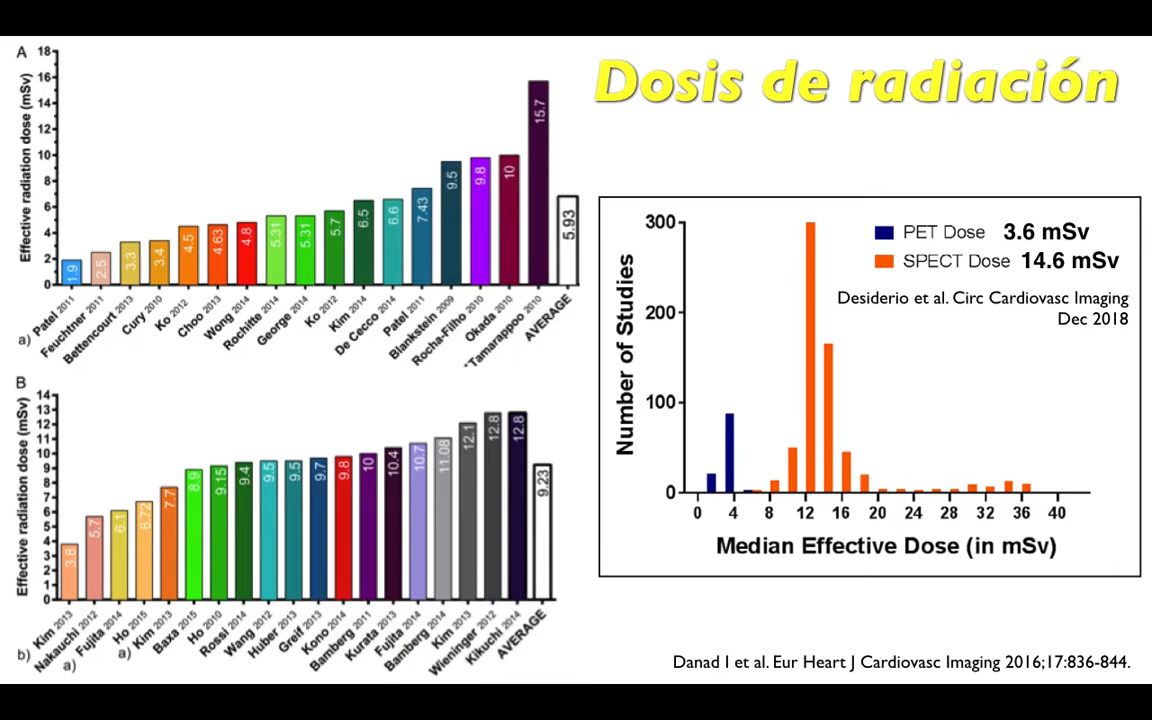 Dosis de radiación
A
Effective radiation dose (mSv)
18
16
14
12
10
8
6
4
2
0
1.9
2.5
3.3
3.4
4.5
4.63
4.8
5.31
5.31
5.7
6.5
6.6
7.43
9.5
9.8
10
15.7
5.93
a)
Patel 2011
Feuchtner 2011
Bettencourt 2013
Cury 2010
Ko 2012
Choo 2013
Wong 2014
Rochitte 2014
George 2014
Ko 2012
Kim 2014
De Cecco 2014
Patel 2011
Blankstein 2009
Rocha-Filho 2010
Okada 2010
*Tamarappoo 2010
AVERAGE
B
Effective radiation dose (mSv)
14
13
12
11
10
9
8
7
6
5
4
3
2
1
0
3.8
5.7
6.1
6.72
7.7
8.9
9.15
9.4
9.5
9.5
9.7
9.8
10
10.4
10.7
11.08
12.1
12.8
12.8
9.23
b)
Kim 2013
Nakauchi 2012
a) Fujita 2014
Ho 2015
a) Kim 2013
Baxa 2015
Ho 2010
Rossi 2014
Wang 2012
Huber 2013
Greif 2013
Kono 2014
Bamberg 2011
Kurata 2013
Fujita 2014
Bamberg 2014
Kim 2013
Wieninger 2012
Kikuchi 2014
AVERAGE
PET Dose 3.6 mSv
SPECT Dose 14.6 mSv
Desiderio et al. Circ Cardiovasc Imaging
Dec 2018
Number of Studies
300
200
100
0
0 4 8 12 16 20 24 28 32 36 40
Median Effective Dose (in mSv)
Danad I et al. Eur Heart J Cardiovasc Imaging 2016;17:836-844.